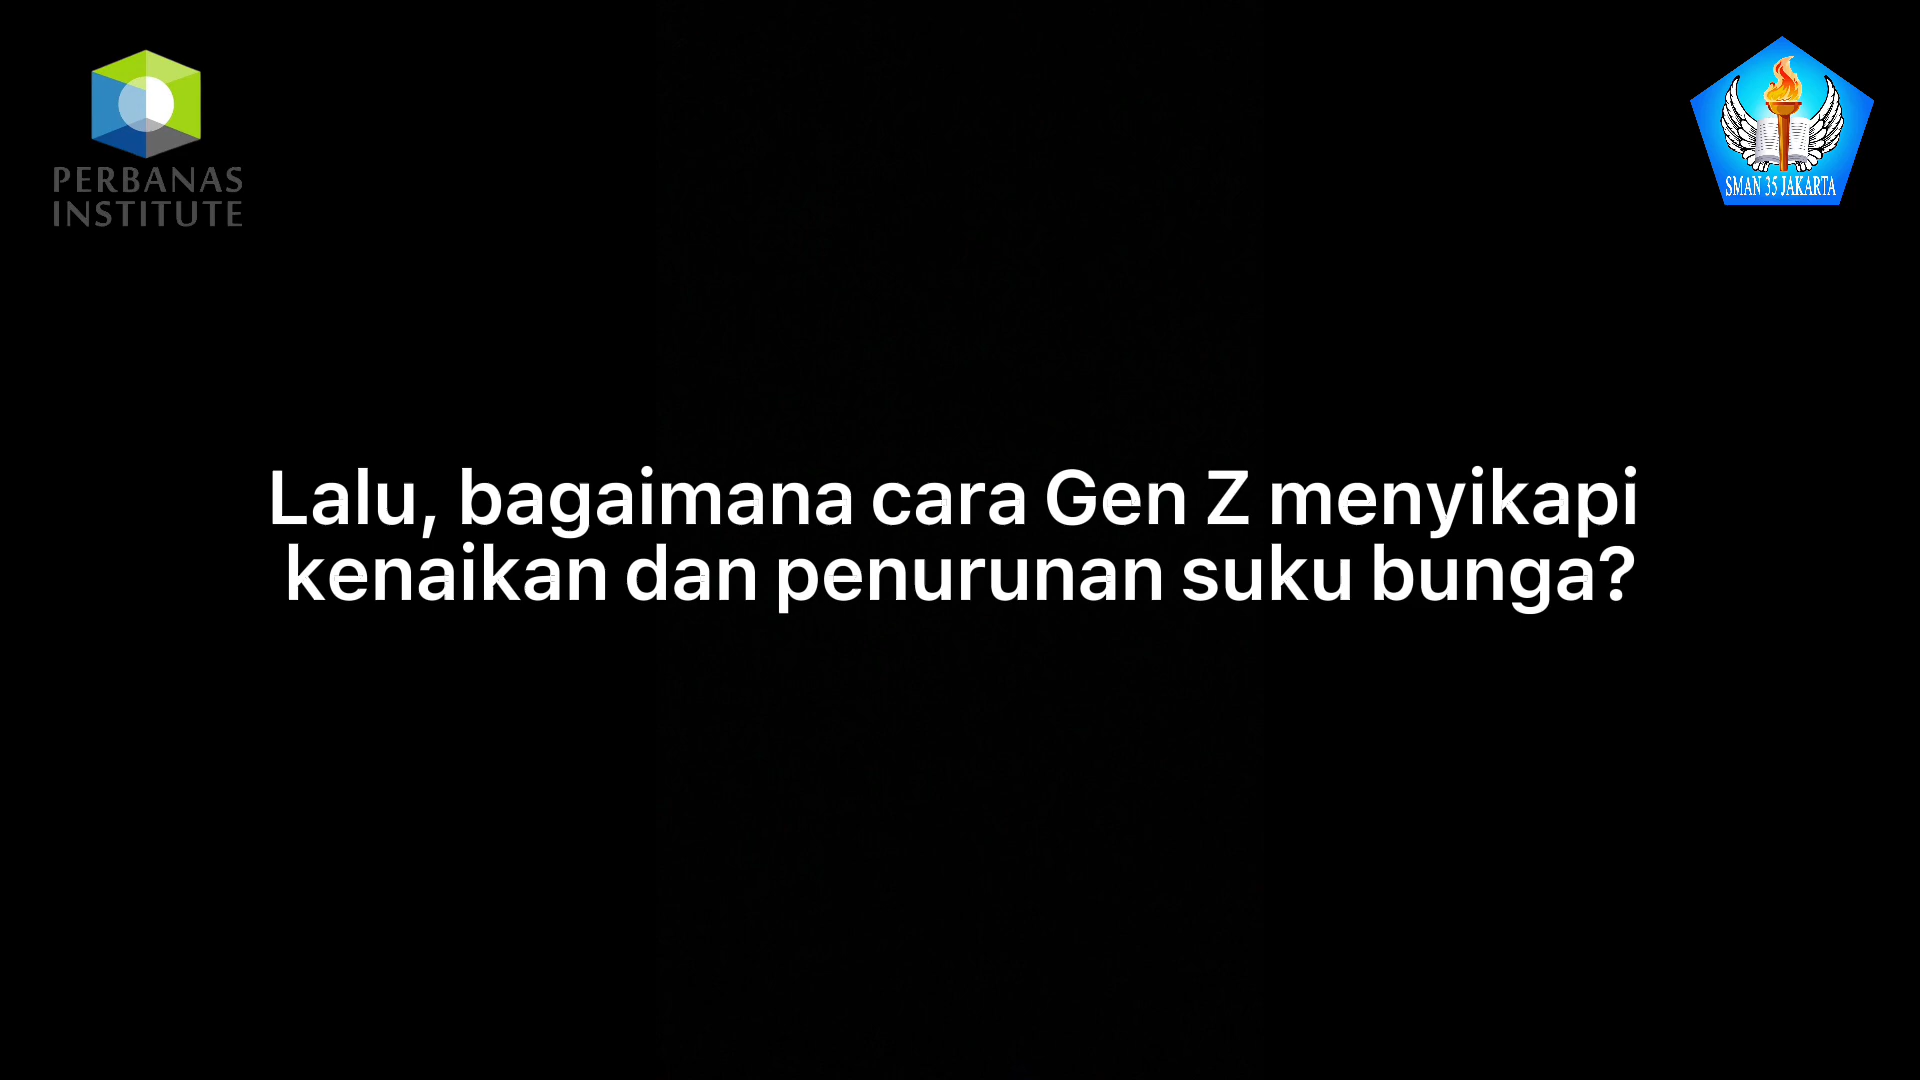 PERBANAS
INSTITUTE
SMAN 35 JAKARTA
Lalu, bagaimana cara Gen Z menyikapi
kenaikan dan penurunan suku bunga?